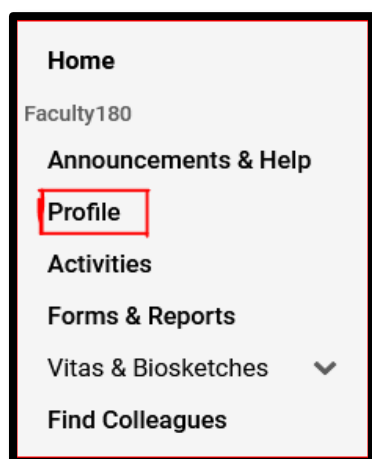 Home
Faculty180
Announcements & Help
Profile
Activities
Forms & Reports
Vitas & Biosketches
Find Colleagues